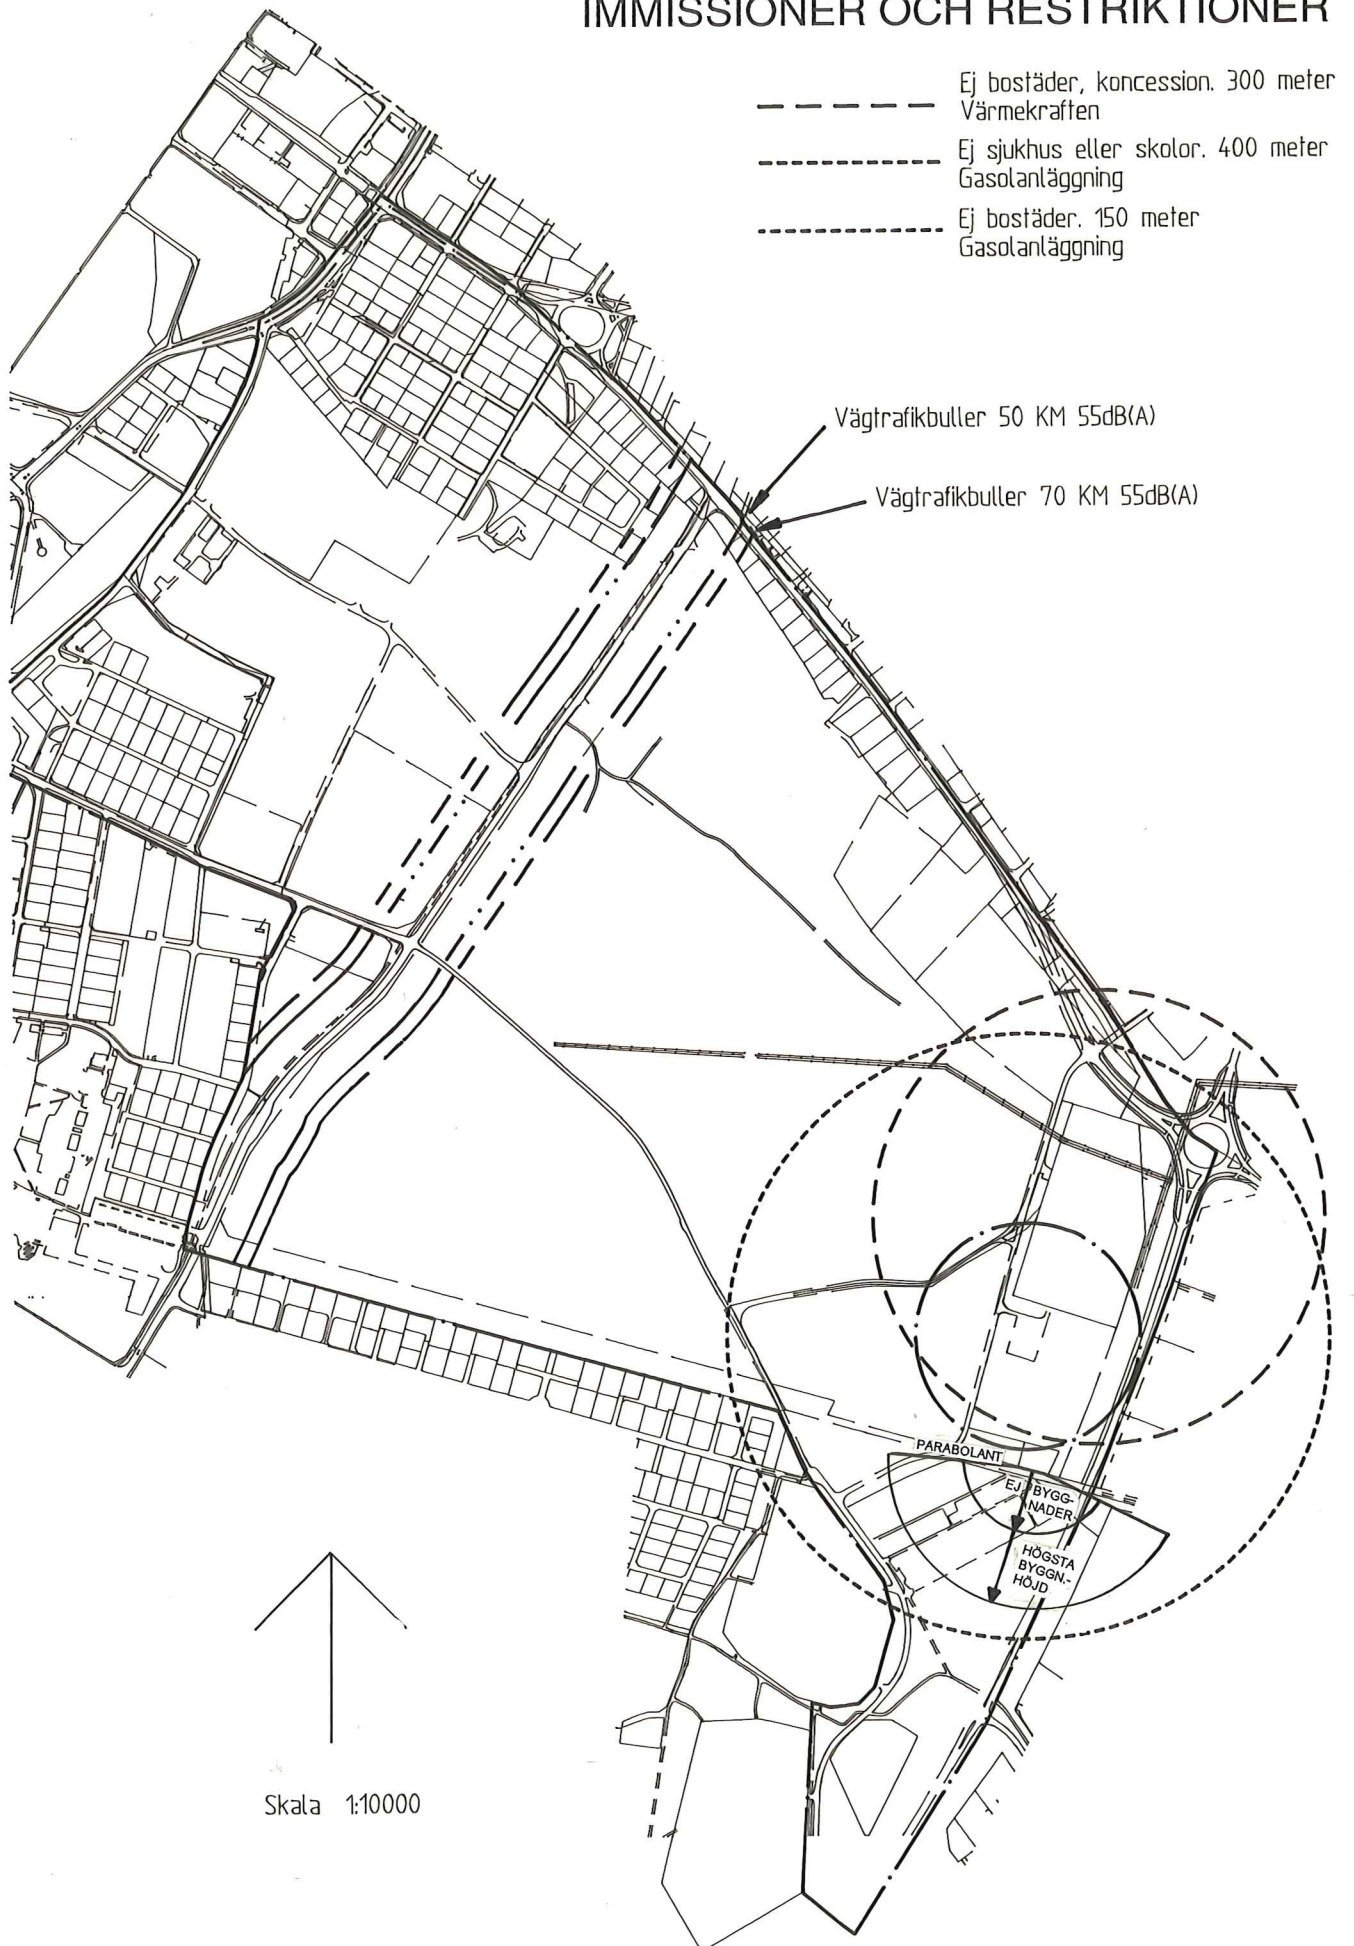 IMMISSIONER OCH RESTRIKTIONER
Ej bostäder, koncession. 300 meter
Värmekraften
Ej sjukhus eller skolor. 400 meter
Gasolanläggning
Ej bostäder. 150 meter
Gasolanläggning
Vägtrafikbuller 50 KM 55dB(A)
Vägtrafikbuller 70 KM 55dB(A)
PARABOLANT
EJ BYGG-
NADER
HÖGSTA
BYGGN.-
HÖJD
Skala 1:10000